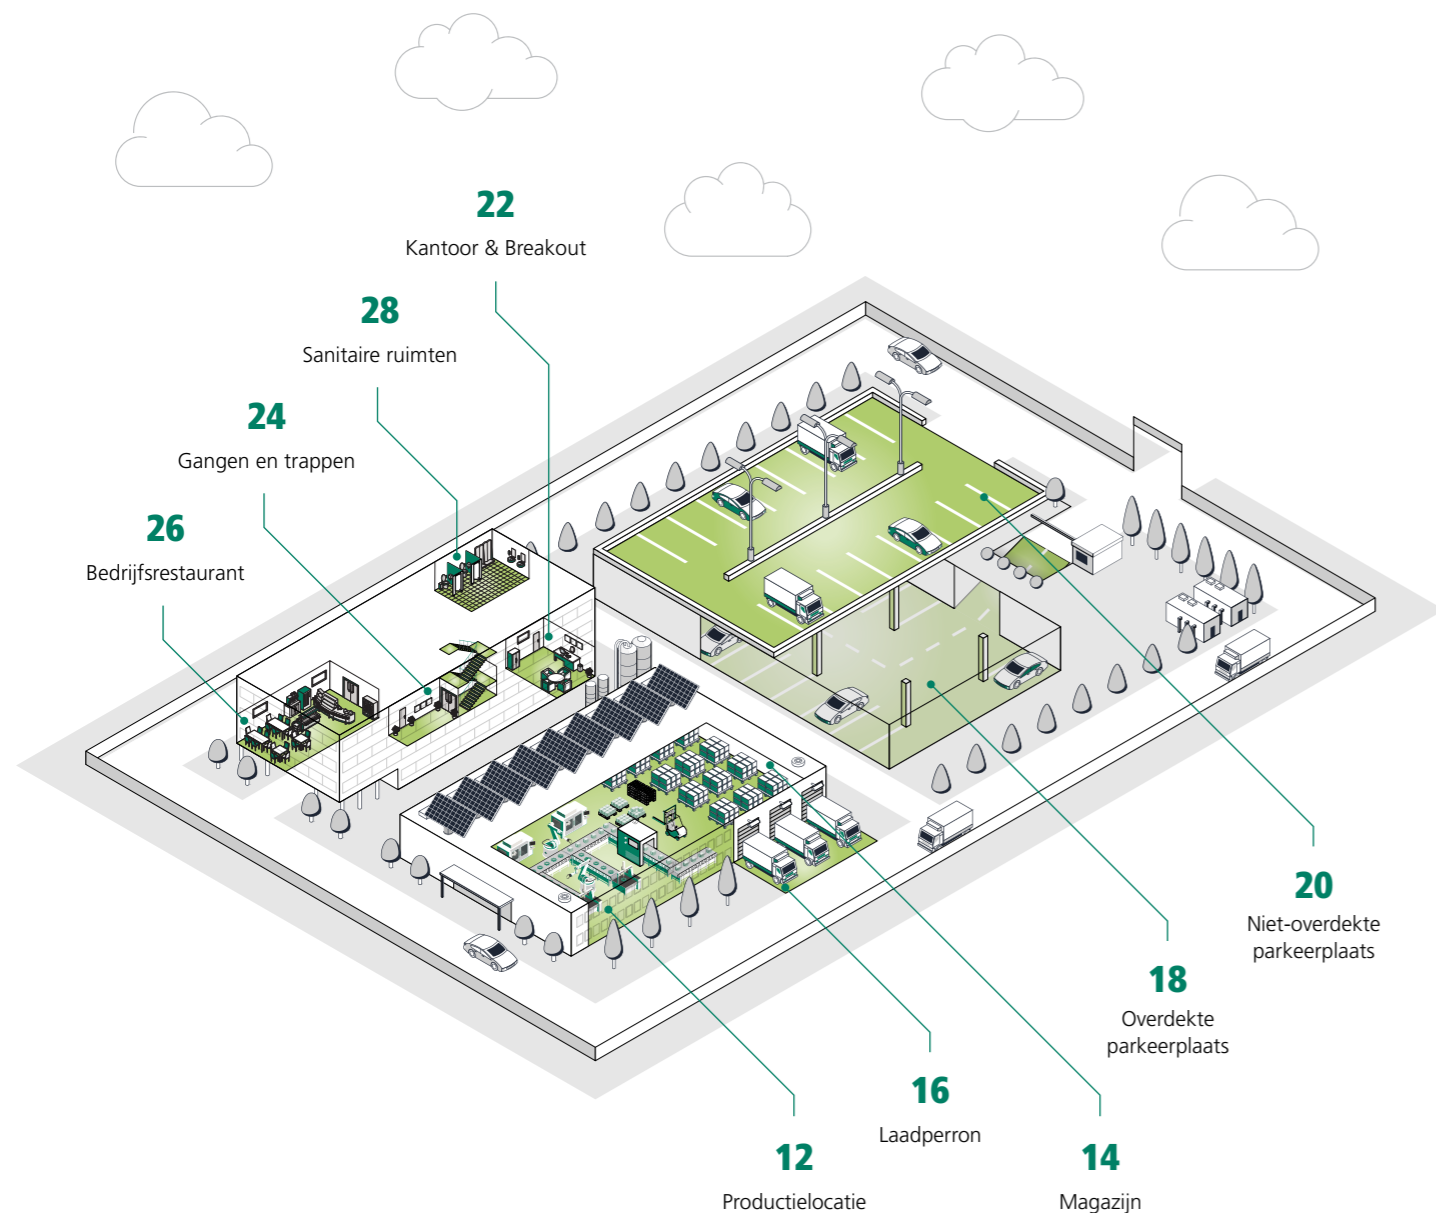 22
Kantoor & Breakout
28
Sanitaire ruimten
24
Gangen en trappen
26
Bedrijfsrestaurant
20
Niet-overdekte
parkeerplaats
18
Overdekte
parkeerplaats
16
Laadperron
12
Productielocatie
14
Magazijn